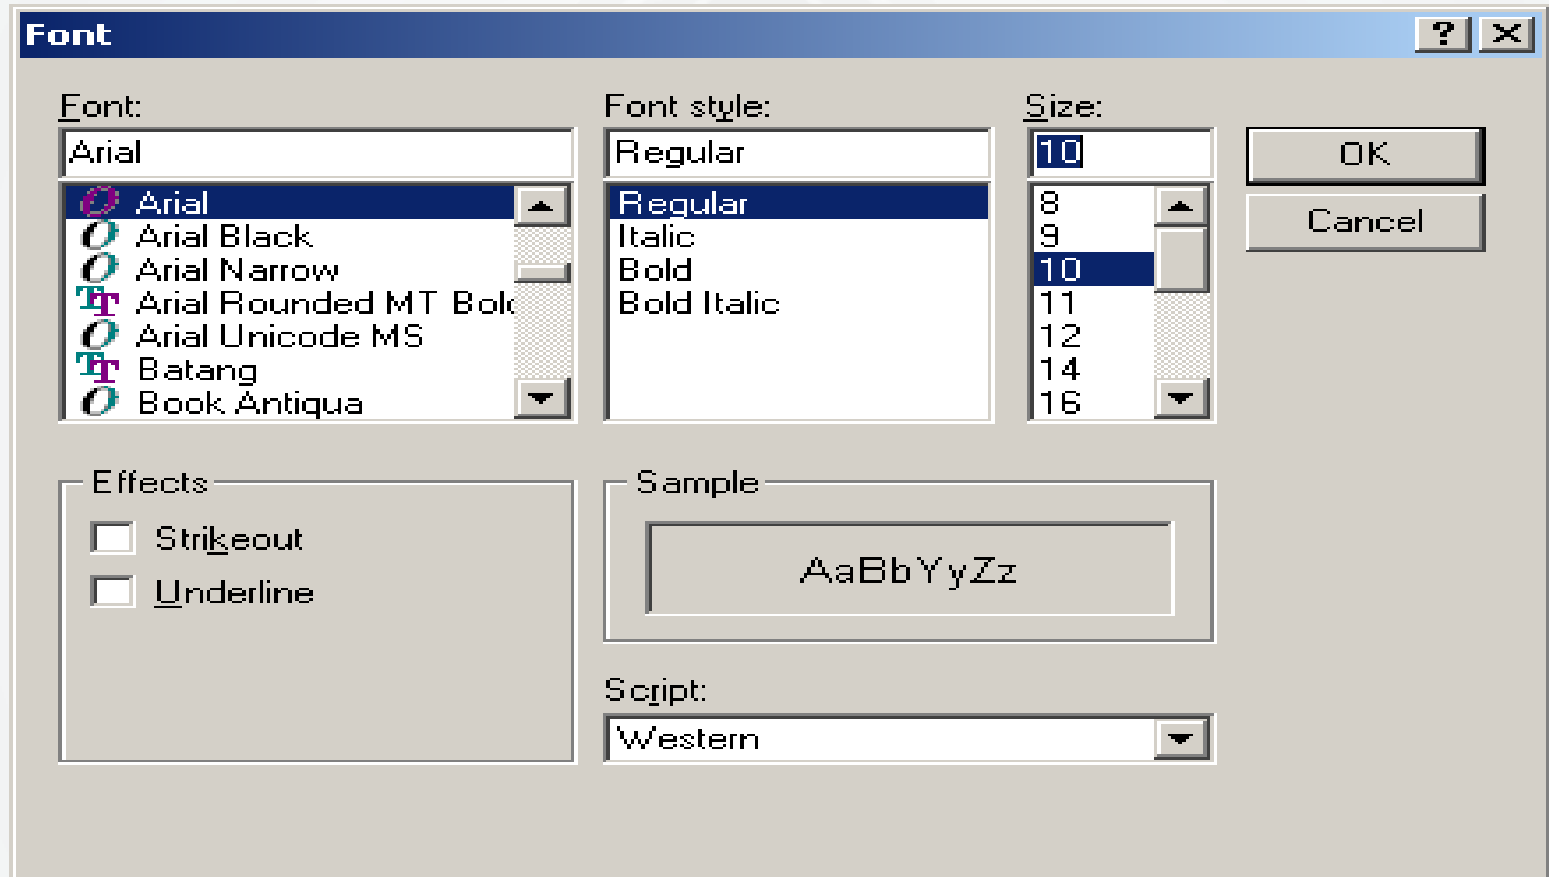 Font
Font:
Arial
Arial
Arial Black
Arial Narrow
Arial Rounded MT Bold
Arial Unicode MS
Batang
Book Antiqua
Font style:
Regular
Regular
Italic
Bold
Bold Italic
Size:
10
8
9
10
11
12
14
16
OK
Cancel
Effects
Strikeout
Underline
Sample
AaBbYyZz
Script:
Western